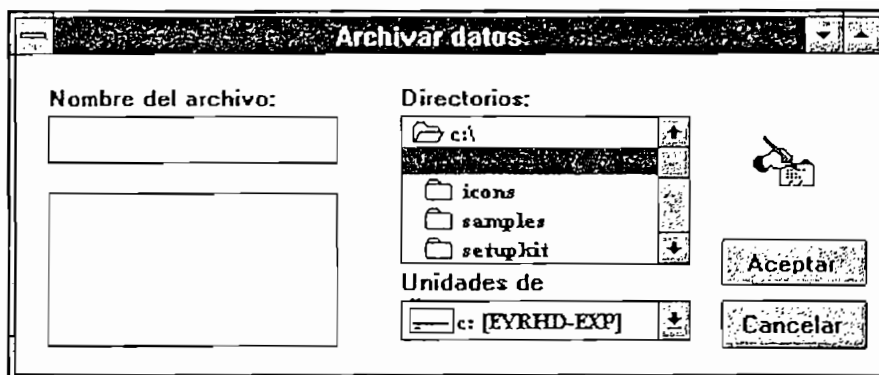 Archivar datos.
Nombre del archivo:
Directorios:
c:\
icons
samples
setupkit
Unidades de
c: [EYRHD-EXP]
Aceptar
Cancelar